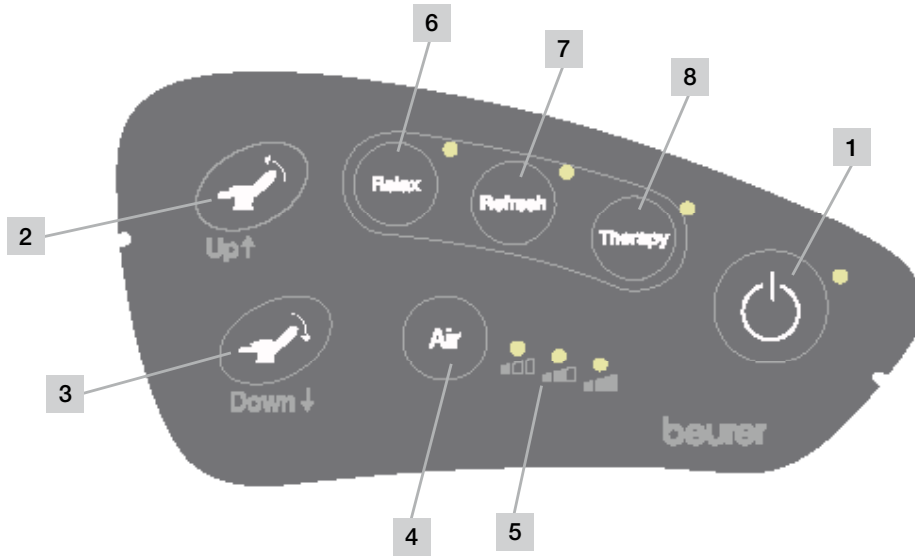 6
7
8
1
Relax
Refresh
2
Therapy
Up↑
Air
3
Down↓
beurer
4
5